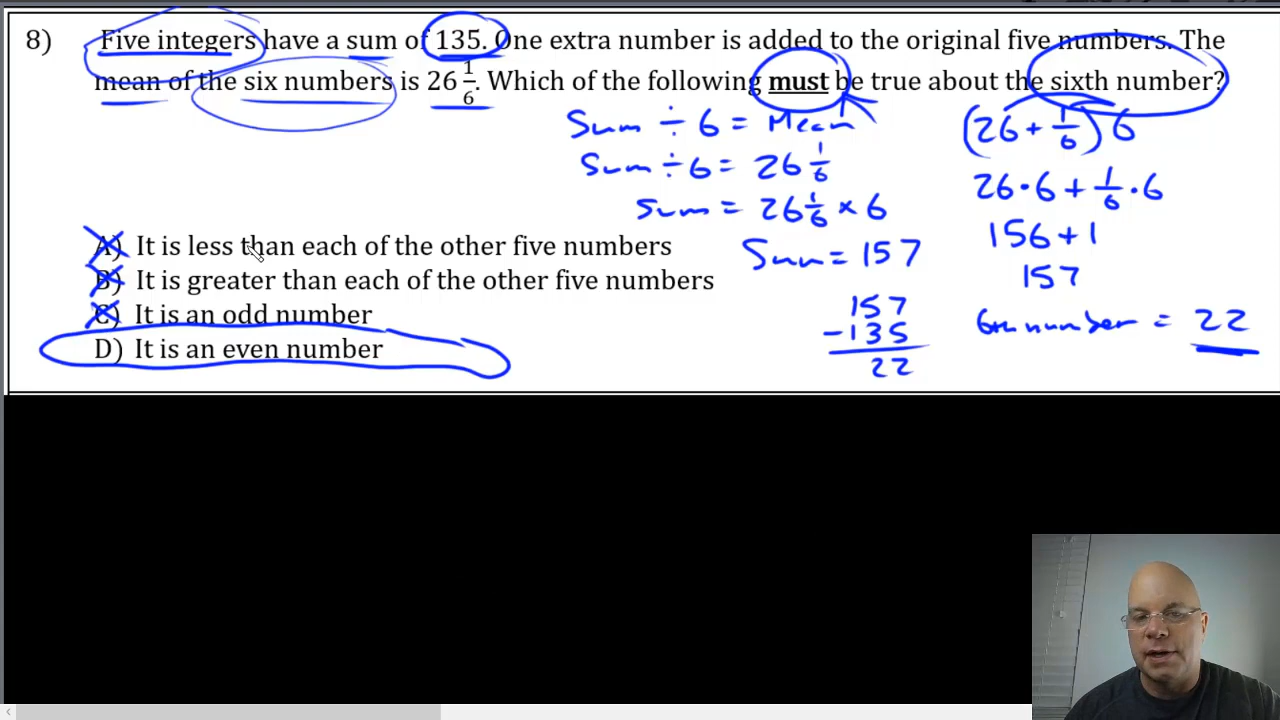 8) Five integers have a sum of 135. One extra number is added to the original five numbers. The
mean of the six numbers is 26 1/6. Which of the following must be true about the sixth number?
Sum ÷ 6 = Mean
Sum ÷ 6 = 26 1/6
Sum = 26 1/6 × 6
Sum = 157
(26 + 1/6) 6
26 • 6 + 1/6 • 6
156 + 1
157
A) It is less than each of the other five numbers
B) It is greater than each of the other five numbers
C) It is an odd number
D) It is an even number
157
- 135
22
6th number = 22